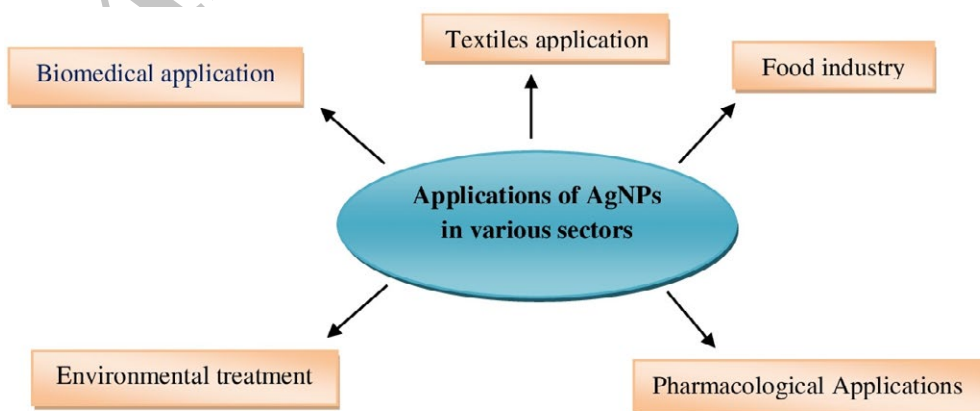 Textiles application
Biomedical application
Food industry
Applications of AgNPs
in various sectors
Environmental treatment
Pharmacological Applications